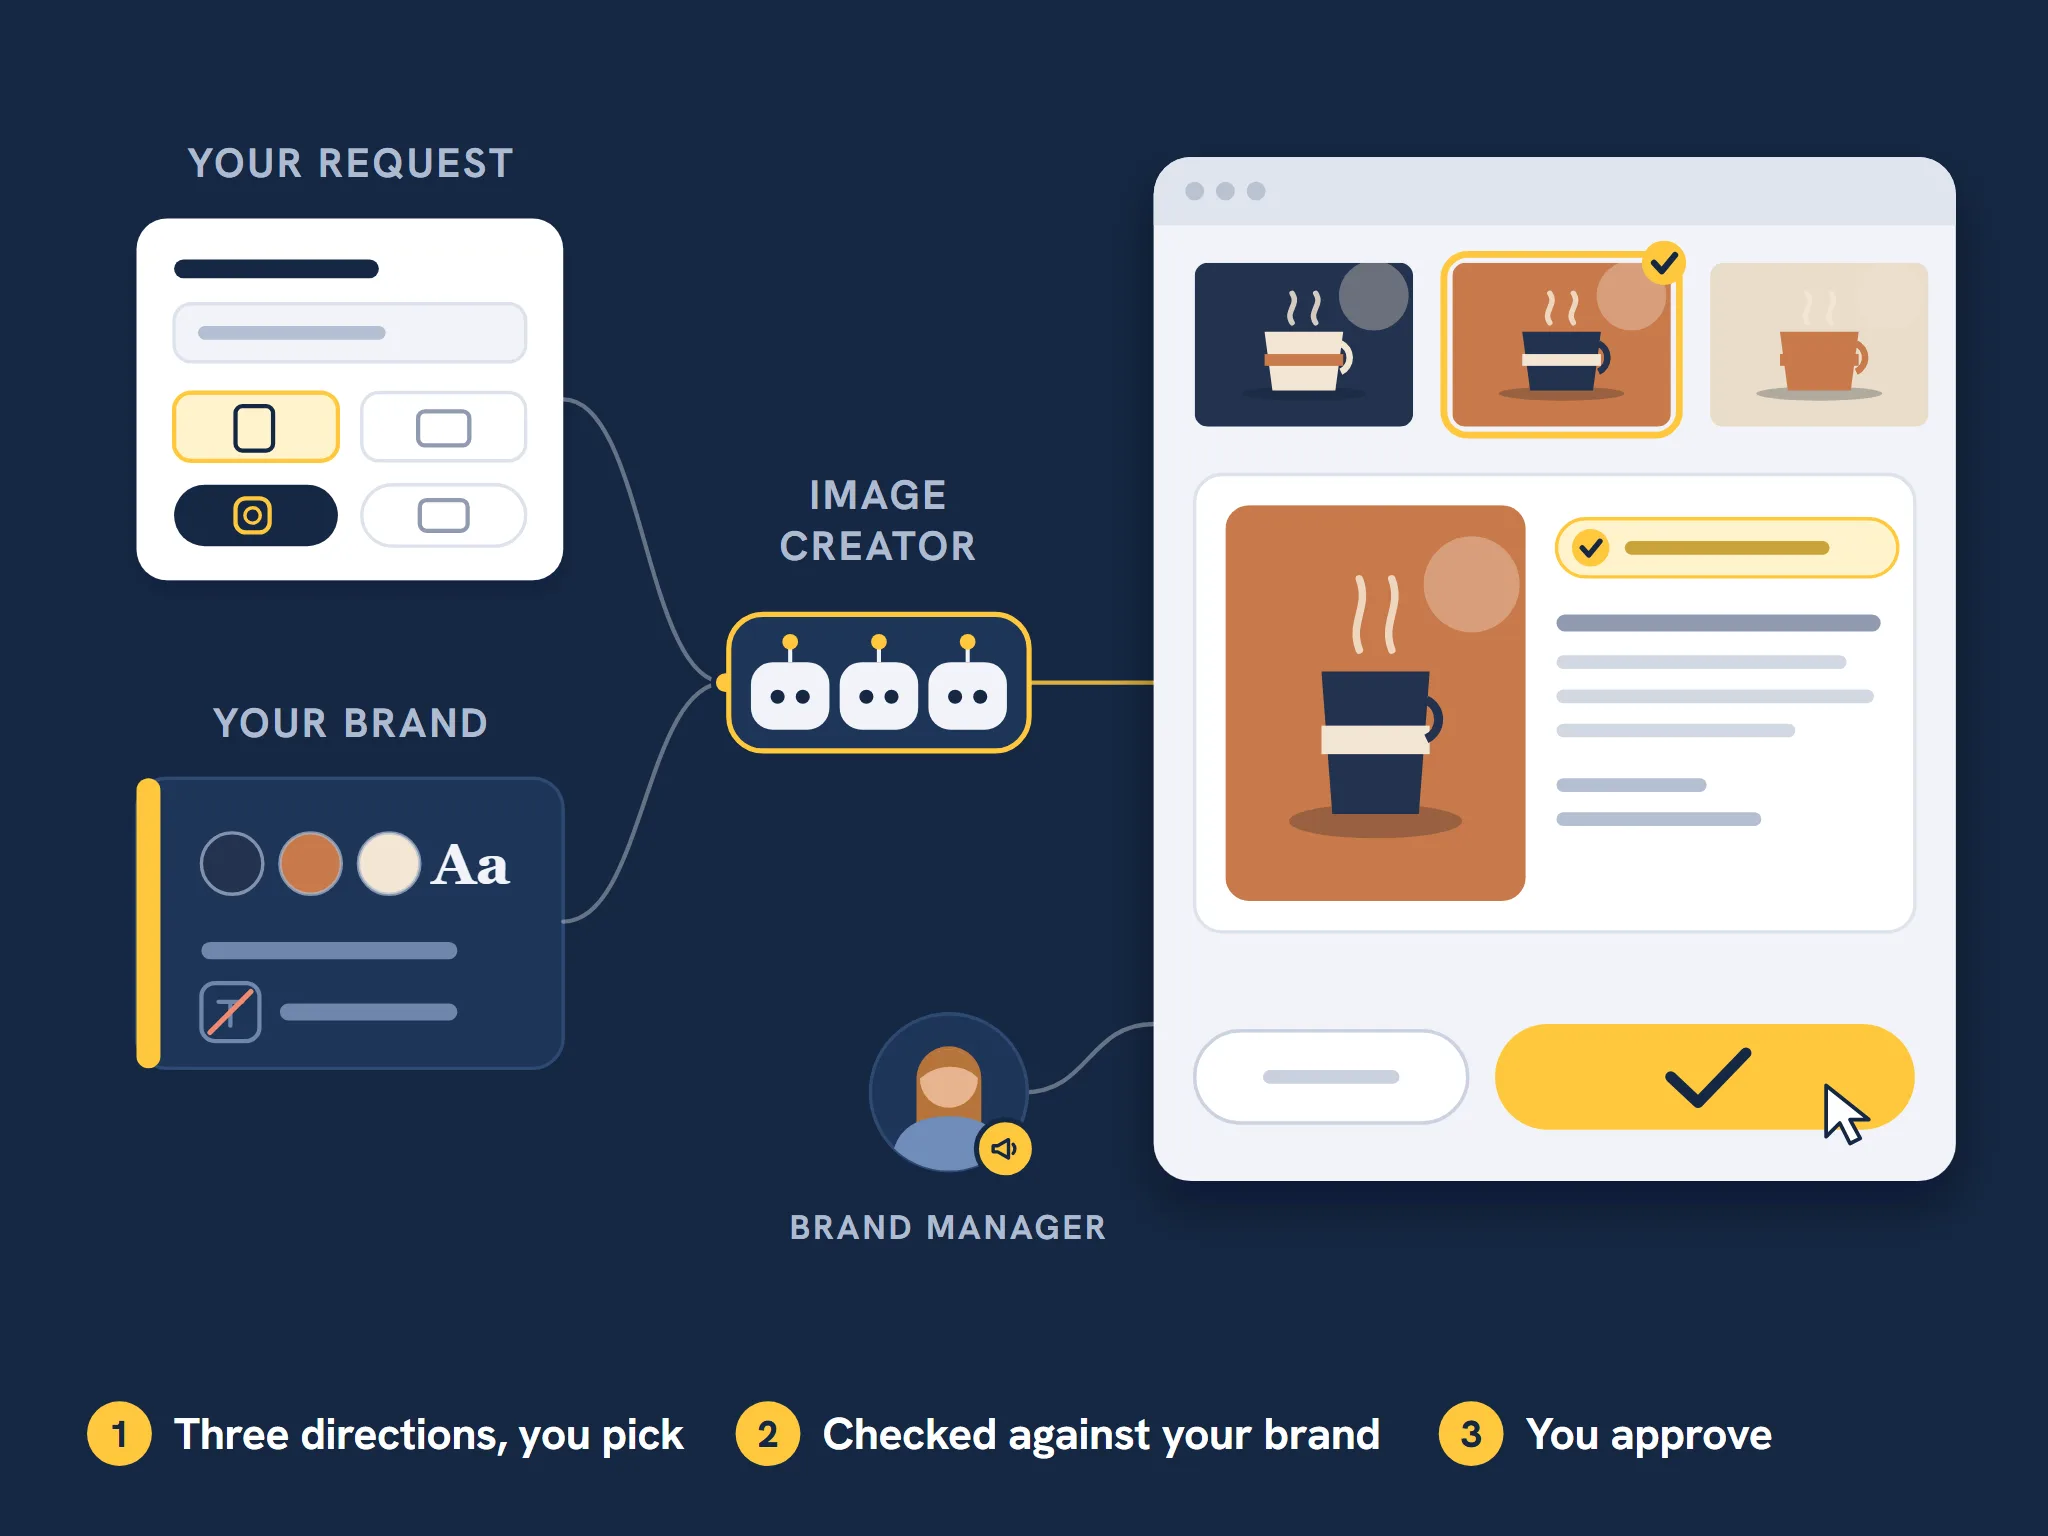 YOUR REQUEST
IMAGE
CREATOR
YOUR BRAND
Aa
T
BRAND MANAGER
1 Three directions, you pick
2 Checked against your brand
3 You approve